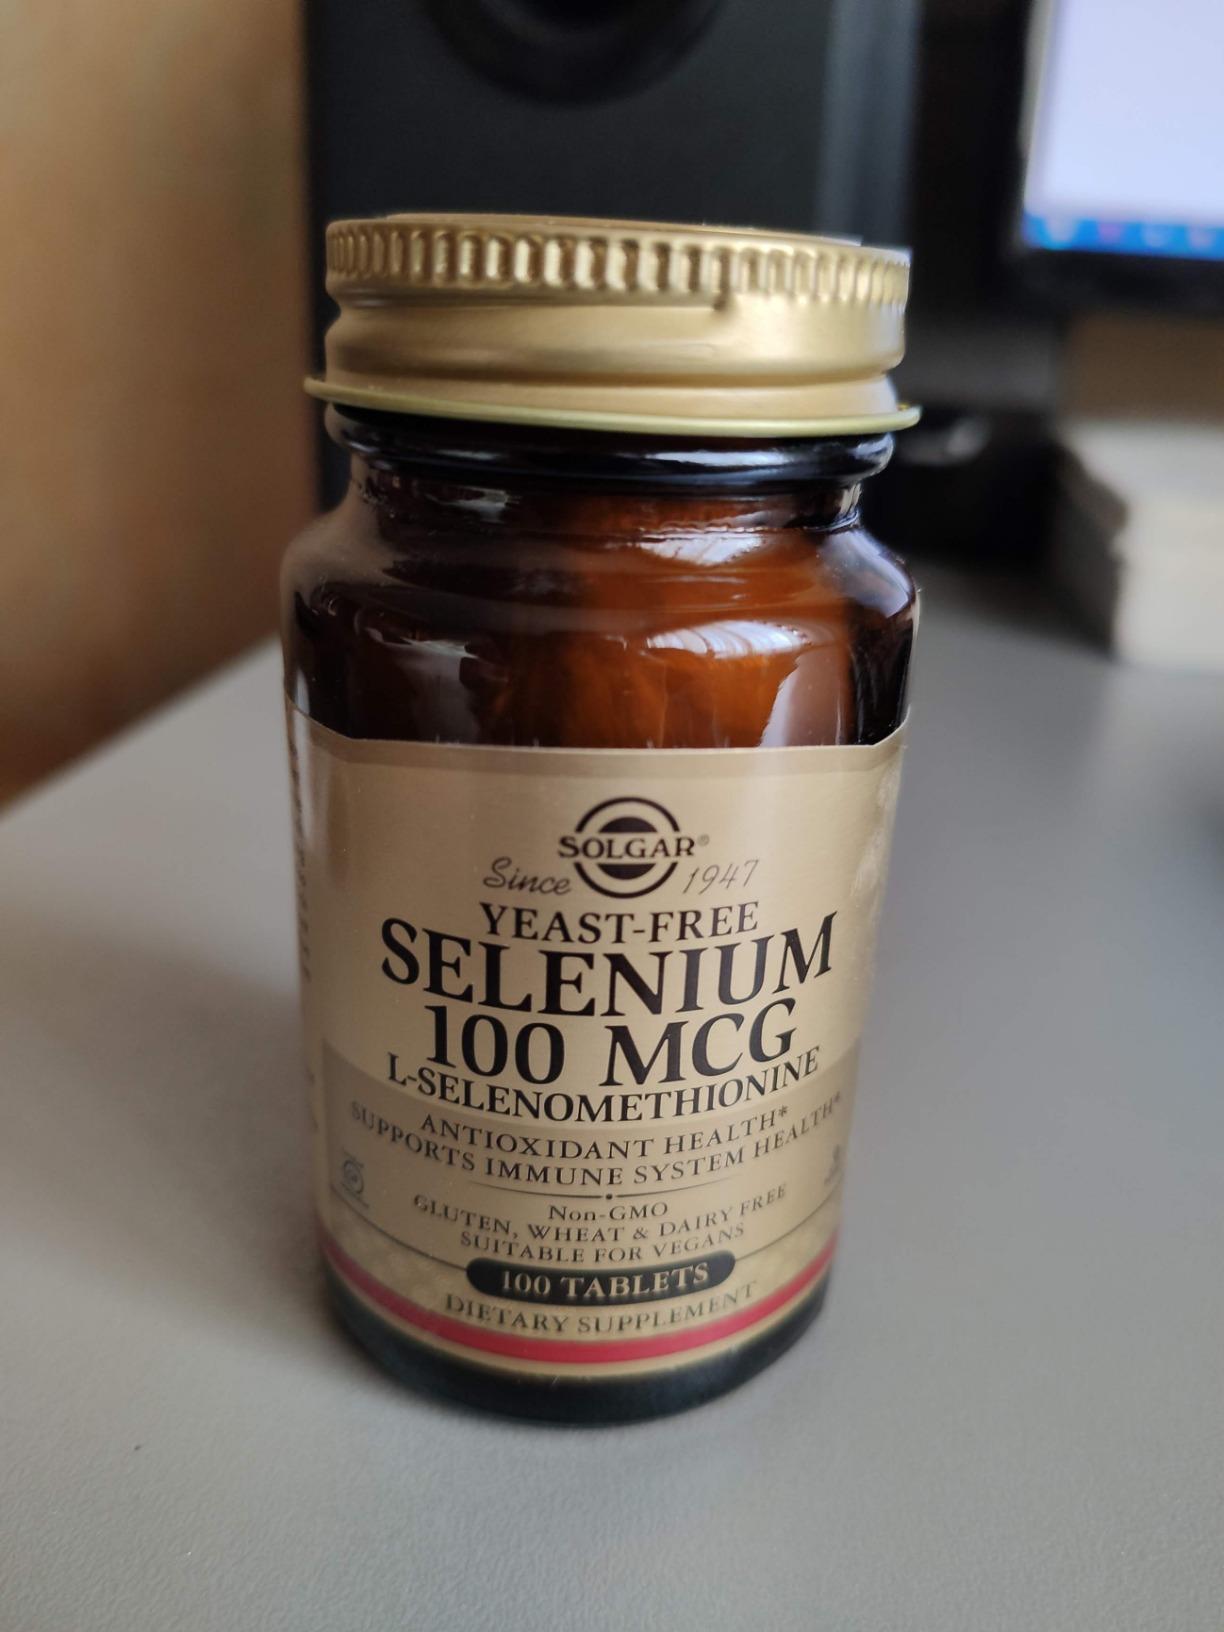 SOLGAR®
Since 1947
YEAST-FREE
SELENIUM
100 MCG
L-SELENOMETHIONINE
ANTIOXIDANT HEALTH*
SUPPORTS IMMUNE SYSTEM HEALTH*
Non-GMO
GLUTEN, WHEAT & DAIRY FREE
SUITABLE FOR VEGANS
100 TABLETS
DIETARY SUPPLEMENT